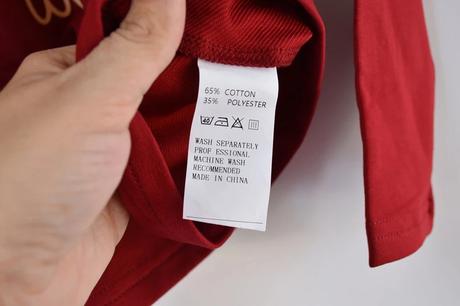 65% COTTON
35% POLYESTER
WASH SEPARATELY
PROF ESSIONAL
MACHINE WASH
RECOMMENDED
MADE IN CHINA